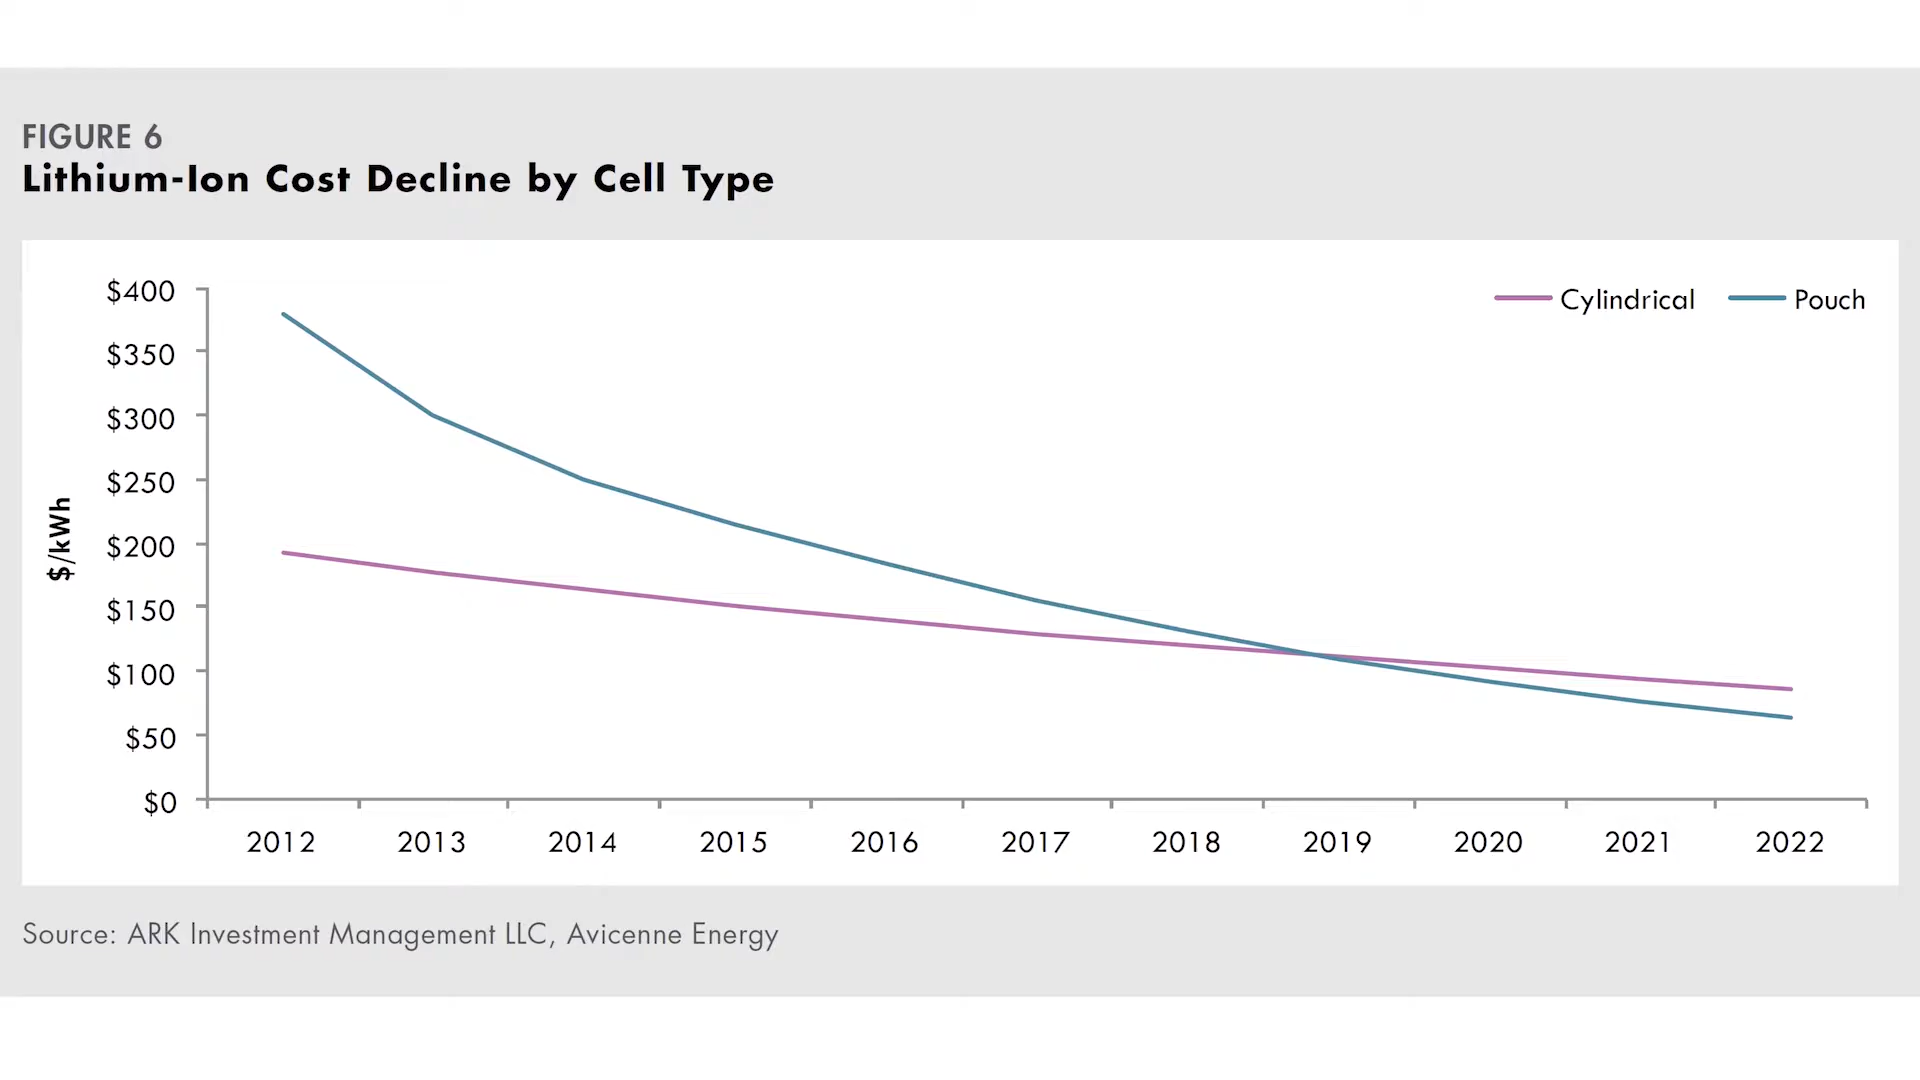 FIGURE 6
Lithium-Ion Cost Decline by Cell Type
Cylindrical Pouch
$400
$350
$300
$250
$200
$150
$100
$50
$0
$/kWh
2012 2013 2014 2015 2016 2017 2018 2019 2020 2021 2022
Source: ARK Investment Management LLC, Avicenne Energy